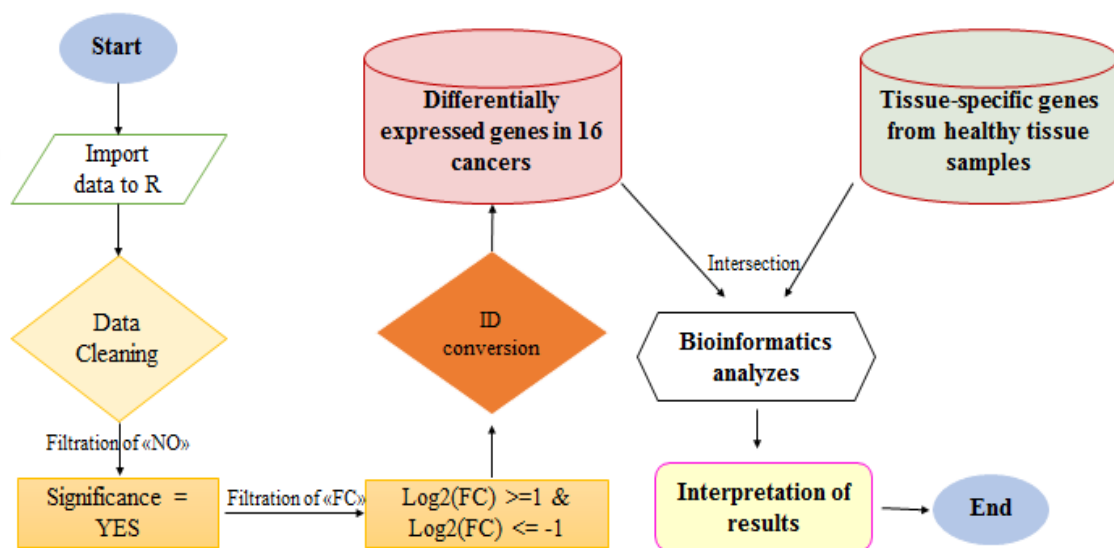 Start
Import
data to R
Data
Cleaning
Filtration of «NO»
Significance =
YES
Filtration of «FC»
Log2(FC) >=1 &
Log2(FC) <= -1
ID
conversion
Differentially
expressed genes in 16
cancers
Tissue-specific genes
from healthy tissue
samples
Intersection
Bioinformatics
analyzes
Interpretation of
results
End